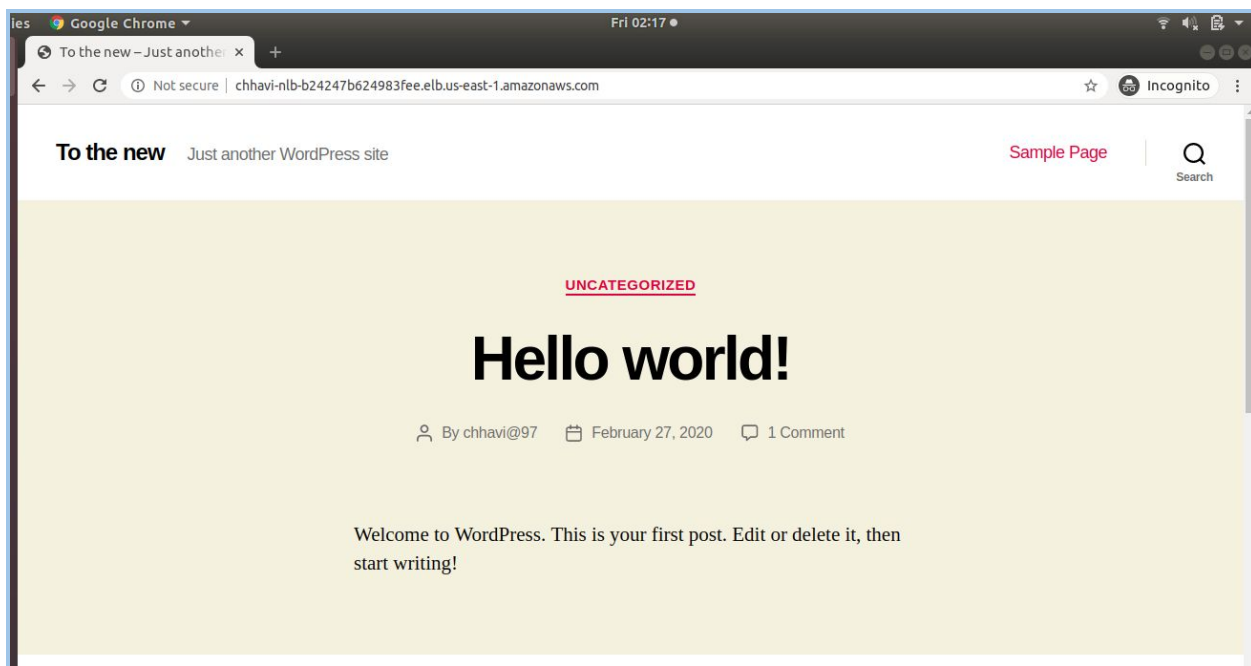 ies Google Chrome Fri 02:17
To the new – Just another
Not secure | chhavi-nlb-b24247b624983fee.elb.us-east-1.amazonaws.com Incognito
To the new Just another WordPress site Sample Page
Search
UNCATEGORIZED
Hello world!
By chhavi@97 February 27, 2020 1 Comment
Welcome to WordPress. This is your first post. Edit or delete it, then
start writing!